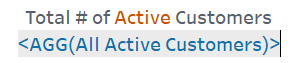 Total # of Active Customers
<AGG(All Active Customers)>